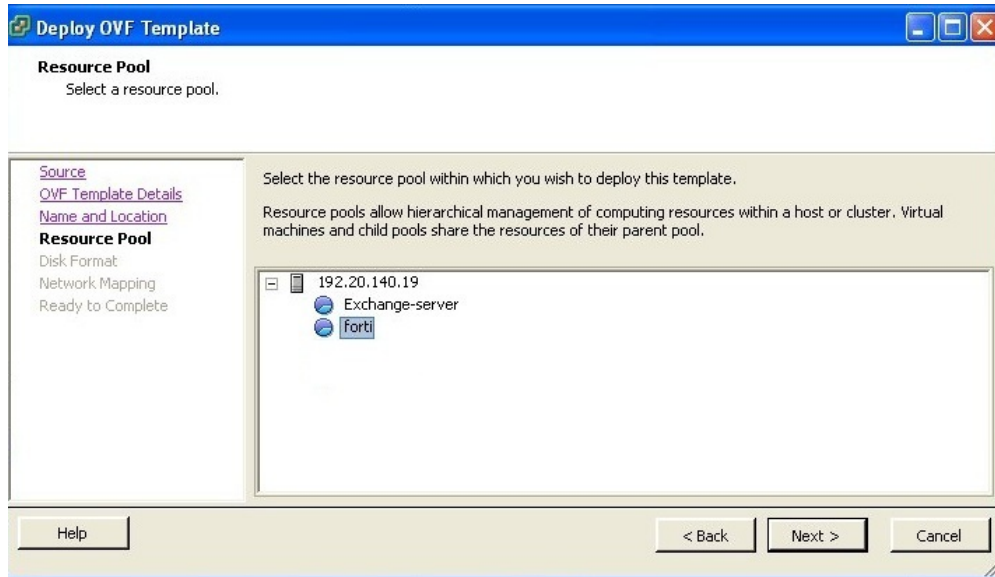 Deploy OVF Template
Resource Pool
Select a resource pool.
Source
OVF Template Details
Name and Location
Resource Pool
Disk Format
Network Mapping
Ready to Complete
Select the resource pool within which you wish to deploy this template.
Resource pools allow hierarchical management of computing resources within a host or cluster. Virtual
machines and child pools share the resources of their parent pool.
192.20.140.19
Exchange-server
forti
Help
< Back
Next >
Cancel